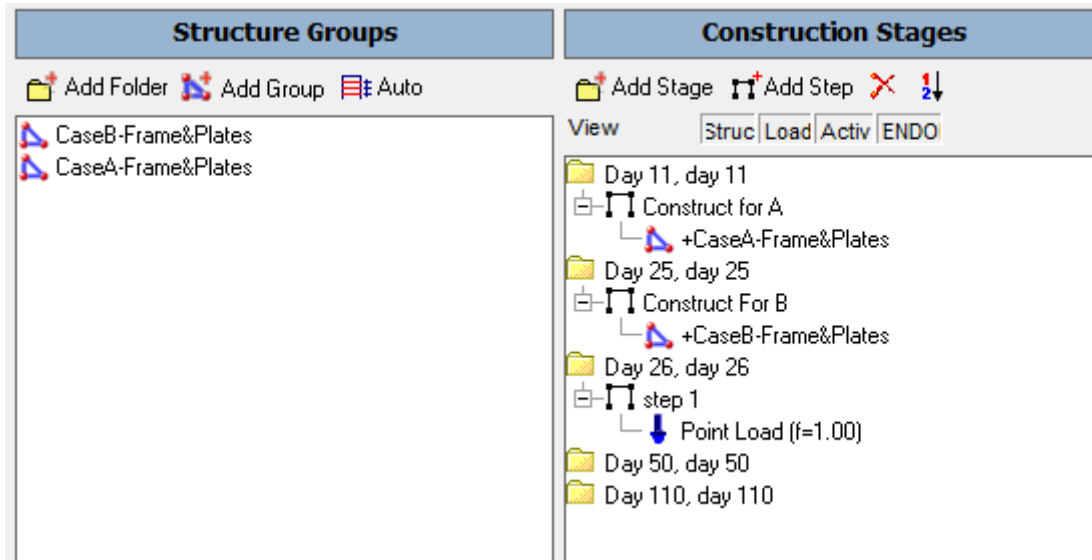 Structure Groups
Add Folder Add Group Auto
CaseB-Frame&Plates
CaseA-Frame&Plates
Construction Stages
Add Stage Add Step 1 2
View Struc Load Activ ENDO
Day 11, day 11
Construct for A
+CaseA-Frame&Plates
Day 25, day 25
Construct For B
+CaseB-Frame&Plates
Day 26, day 26
step 1
Point Load (f=1.00)
Day 50, day 50
Day 110, day 110